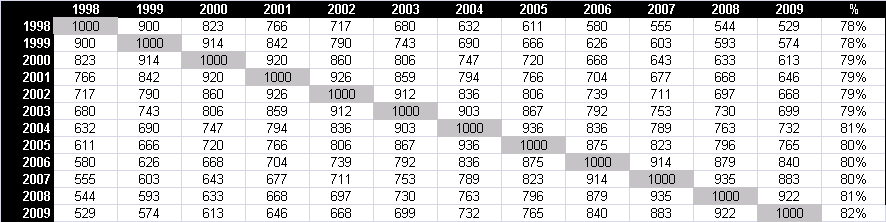 1998 1999 2000 2001 2002 2003 2004 2005 2006 2007 2008 2009 %
1998 1000 900 823 766 717 680 632 611 580 555 544 529 78%
1999 900 1000 914 842 790 743 690 666 626 603 593 574 78%
2000 823 914 1000 920 860 806 747 720 668 643 633 613 79%
2001 766 842 920 1000 926 859 794 766 704 677 668 646 79%
2002 717 790 860 926 1000 912 836 806 739 711 697 668 79%
2003 680 743 806 859 912 1000 903 867 792 753 730 699 79%
2004 632 690 747 794 836 903 1000 936 836 789 763 732 81%
2005 611 666 720 766 806 867 936 1000 875 823 796 765 80%
2006 580 626 668 704 739 792 836 875 1000 914 879 840 80%
2007 555 603 643 677 711 753 789 823 914 1000 935 883 80%
2008 544 593 633 668 697 730 763 796 879 935 1000 922 81%
2009 529 574 613 646 668 699 732 765 840 883 922 1000 82%